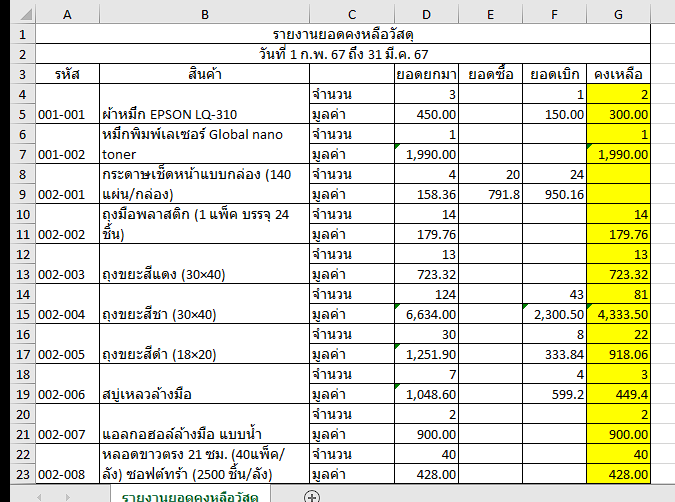 A B C D E F G
1 รายงานยอดคงหลือวัสดุ
2 วันที่ 1 ก.พ. 67 ถึง 31 มี.ค. 67
3 รหัส สินค้า ยอดยกมา ยอดซื้อ ยอดเบิก คงเหลือ
4 จำนวน 3 1 2
5 001-001 ผ้าหมึก EPSON LQ-310 มูลค่า 450.00 150.00 300.00
6 หมึกพิมพ์เลเซอร์ Global nano จำนวน 1 1
7 001-002 toner มูลค่า 1,990.00 1,990.00
8 กระดาษเช็ดหน้าแบบกล่อง (140 จำนวน 4 20 24
9 002-001 แผ่น/กล่อง) มูลค่า 158.36 791.8 950.16
10 ถุงมือพลาสติก (1 แพ็ค บรรจุ 24 จำนวน 14 14
11 002-002 ชิ้น) มูลค่า 179.76 179.76
12 จำนวน 13 13
13 002-003 ถุงขยะสีแดง (30×40) มูลค่า 723.32 723.32
14 จำนวน 124 43 81
15 002-004 ถุงขยะสีชา (30×40) มูลค่า 6,634.00 2,300.50 4,333.50
16 จำนวน 30 8 22
17 002-005 ถุงขยะสีดำ (18×20) มูลค่า 1,251.90 333.84 918.06
18 จำนวน 7 4 3
19 002-006 สบู่เหลวล้างมือ มูลค่า 1,048.60 599.2 449.4
20 จำนวน 2 2
21 002-007 แอลกอฮอล์ล้างมือ แบบน้ำ มูลค่า 900.00 900.00
22 หลอดขาวตรง 21 ซม. (40แพ็ค/ จำนวน 40 40
23 002-008 ลัง) ซอฟต์ทร้า (2500 ชิ้น/ลัง) มูลค่า 428.00 428.00
รายงานยอดคงหลือวัสดุ